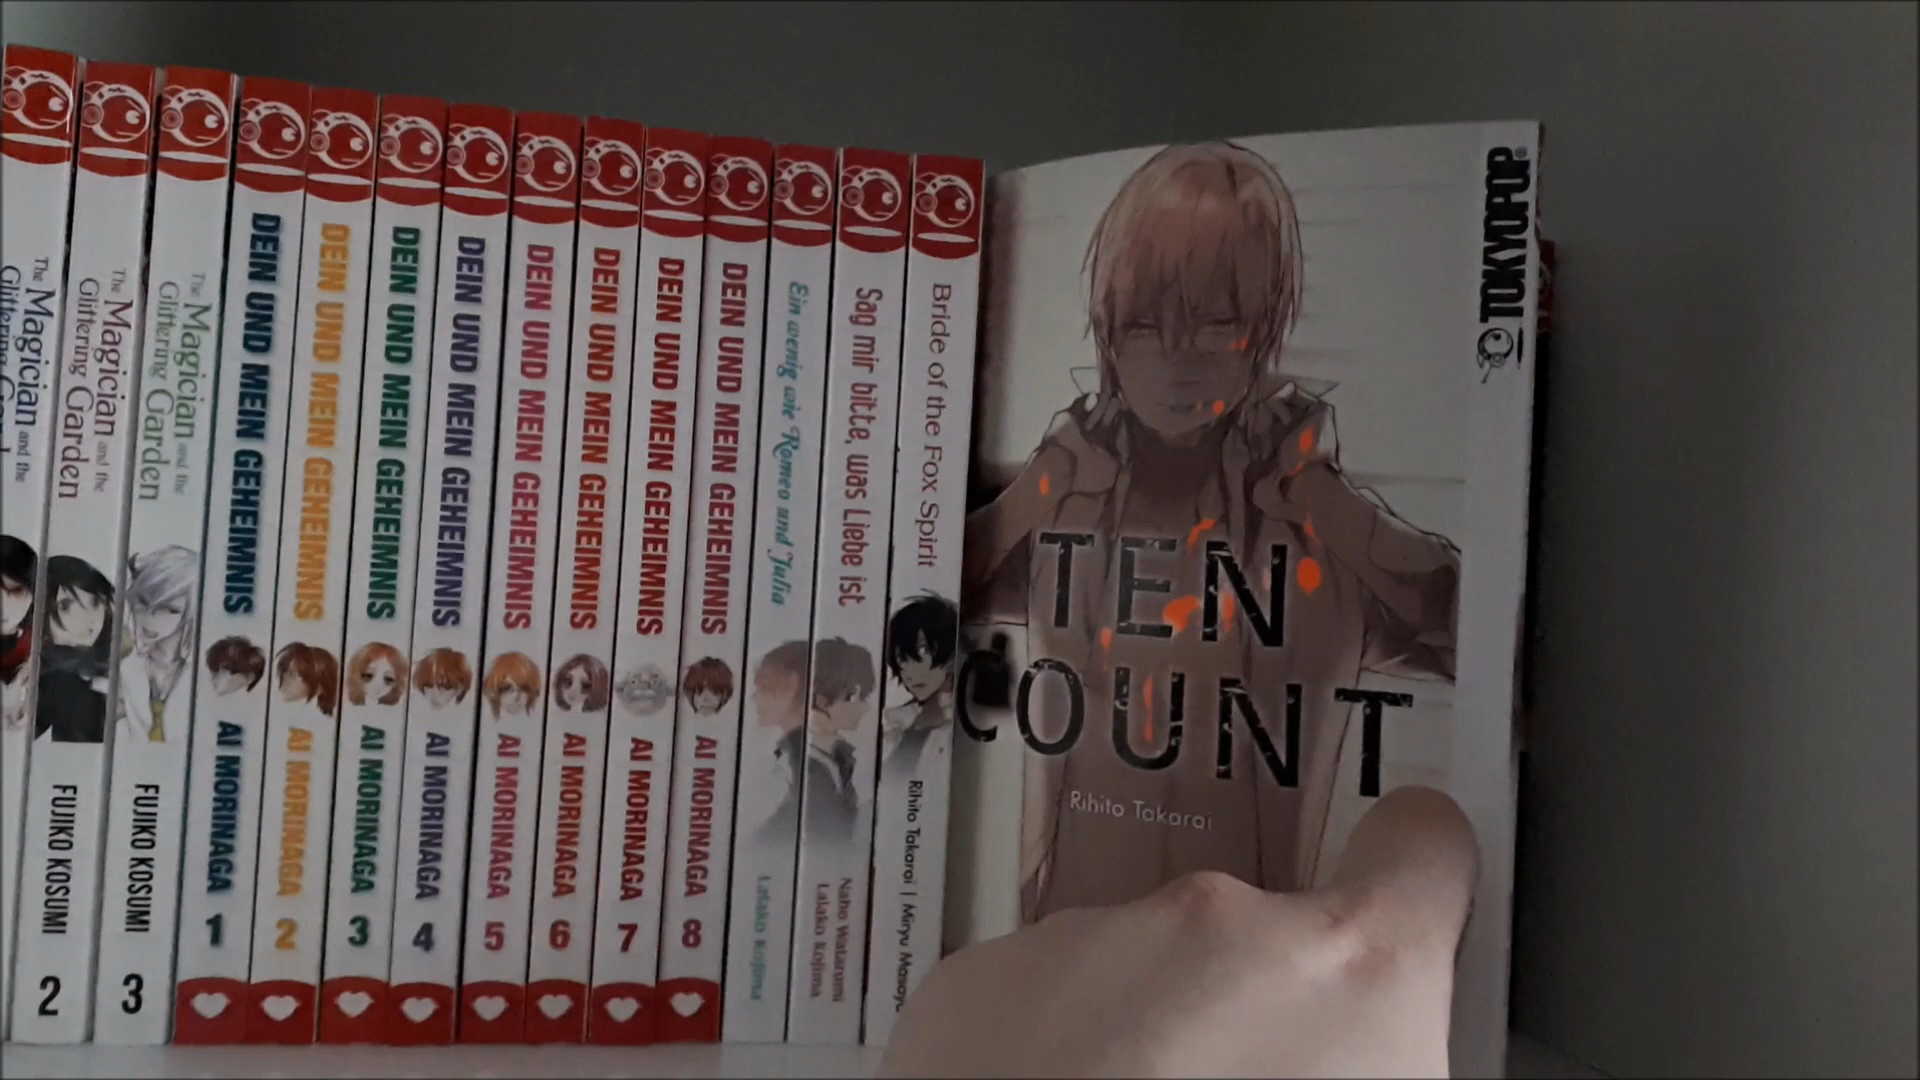 The Magician and the
The Magician and the
Glittering Garden
FUJIKO KOSUMI
2
The Magician and the
Glittering Garden
FUJIKO KOSUMI
3
DEIN UND MEIN GEHEIMNIS
AI MORINAGA
1
DEIN UND MEIN GEHEIMNIS
AI MORINAGA
2
DEIN UND MEIN GEHEIMNIS
AI MORINAGA
3
DEIN UND MEIN GEHEIMNIS
AI MORINAGA
4
DEIN UND MEIN GEHEIMNIS
AI MORINAGA
5
DEIN UND MEIN GEHEIMNIS
AI MORINAGA
6
DEIN UND MEIN GEHEIMNIS
AI MORINAGA
7
DEIN UND MEIN GEHEIMNIS
AI MORINAGA
8
Ein wenig wie Romeo und Julia
Lalako Kojima
Sag mir bitte, was Liebe ist
Naho Watarumi
Lalako Kojima
Bride of the Fox Spirit
Rihito Takarai | Miryu
TOKYOPOP®
TEN
COUNT
Rihito Takarai